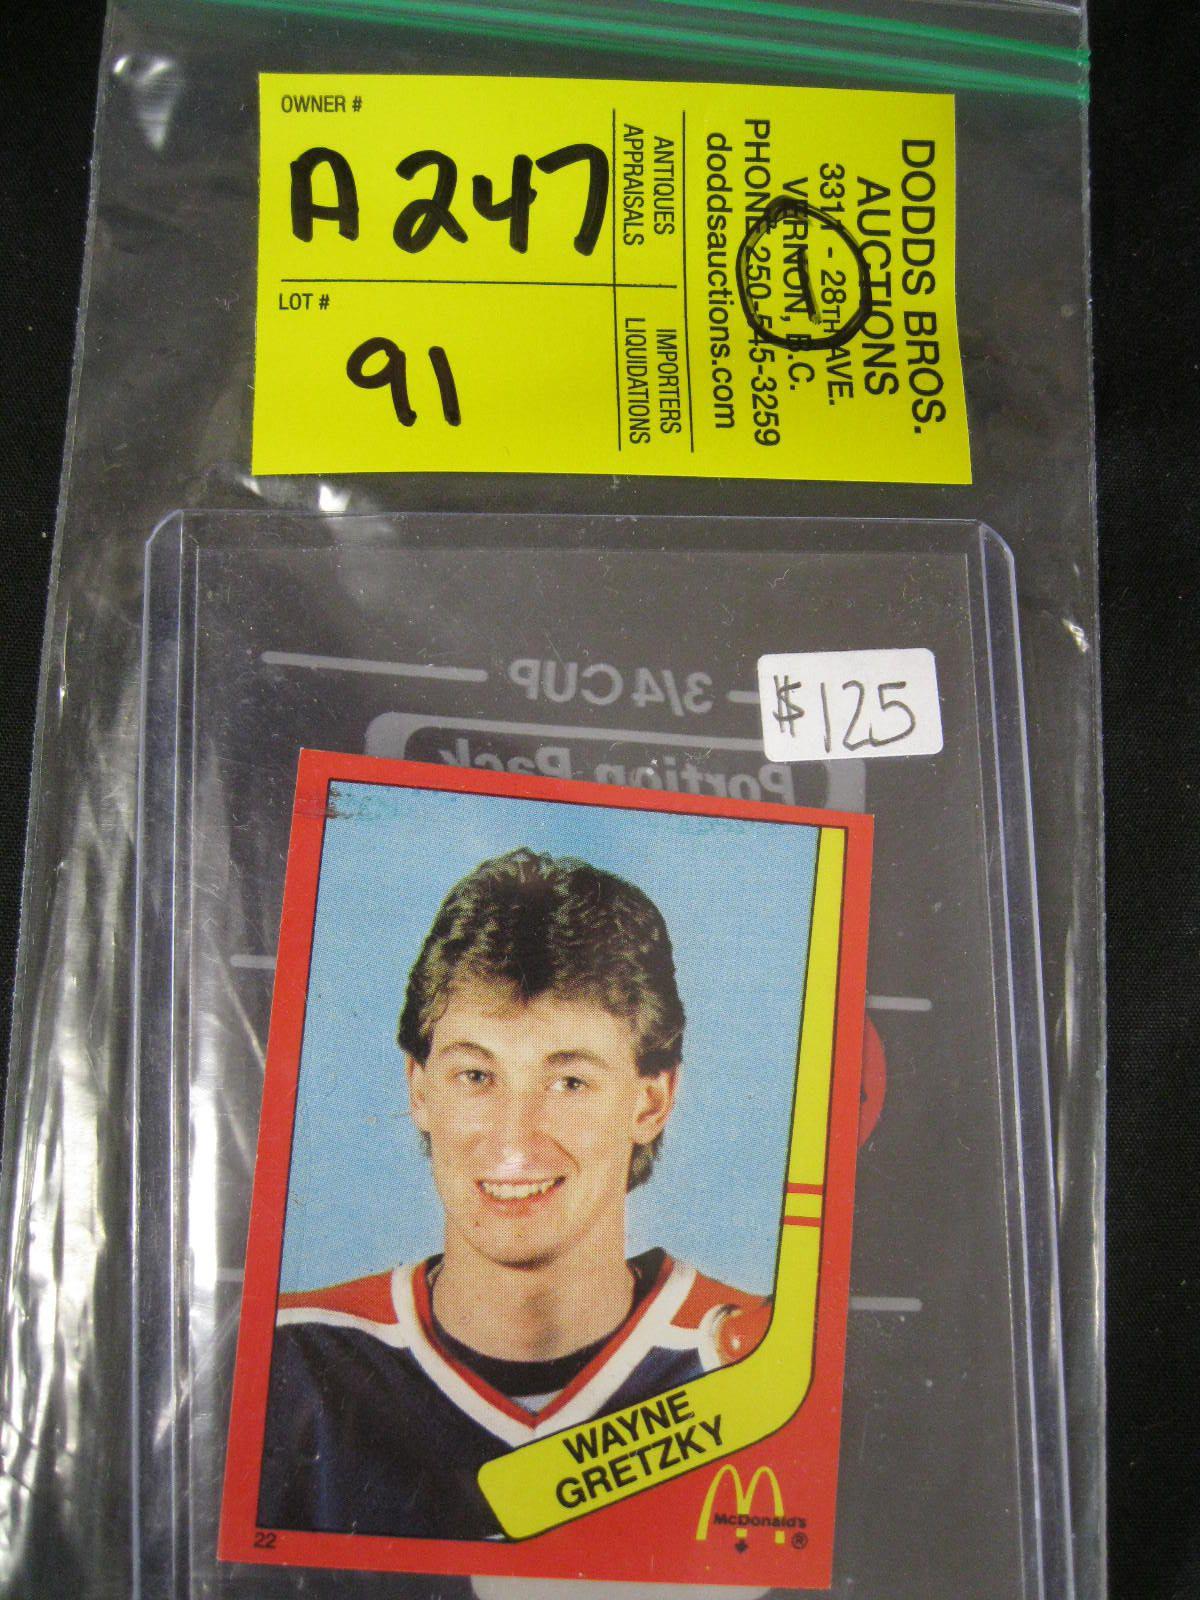 OWNER #
A 247
LOT #
91
ANTIQUES
APPRAISALS
IMPORTERS
LIQUIDATIONS
DODDS BROS.
AUCTIONS
3311 - 28TH AVE.
VERNON, B.C.
PHONE 250-545-3259
doddsauctions.com
3/4 CUP
$125
Portion Pack
WAYNE
GRETZKY
McDonald's
®
22